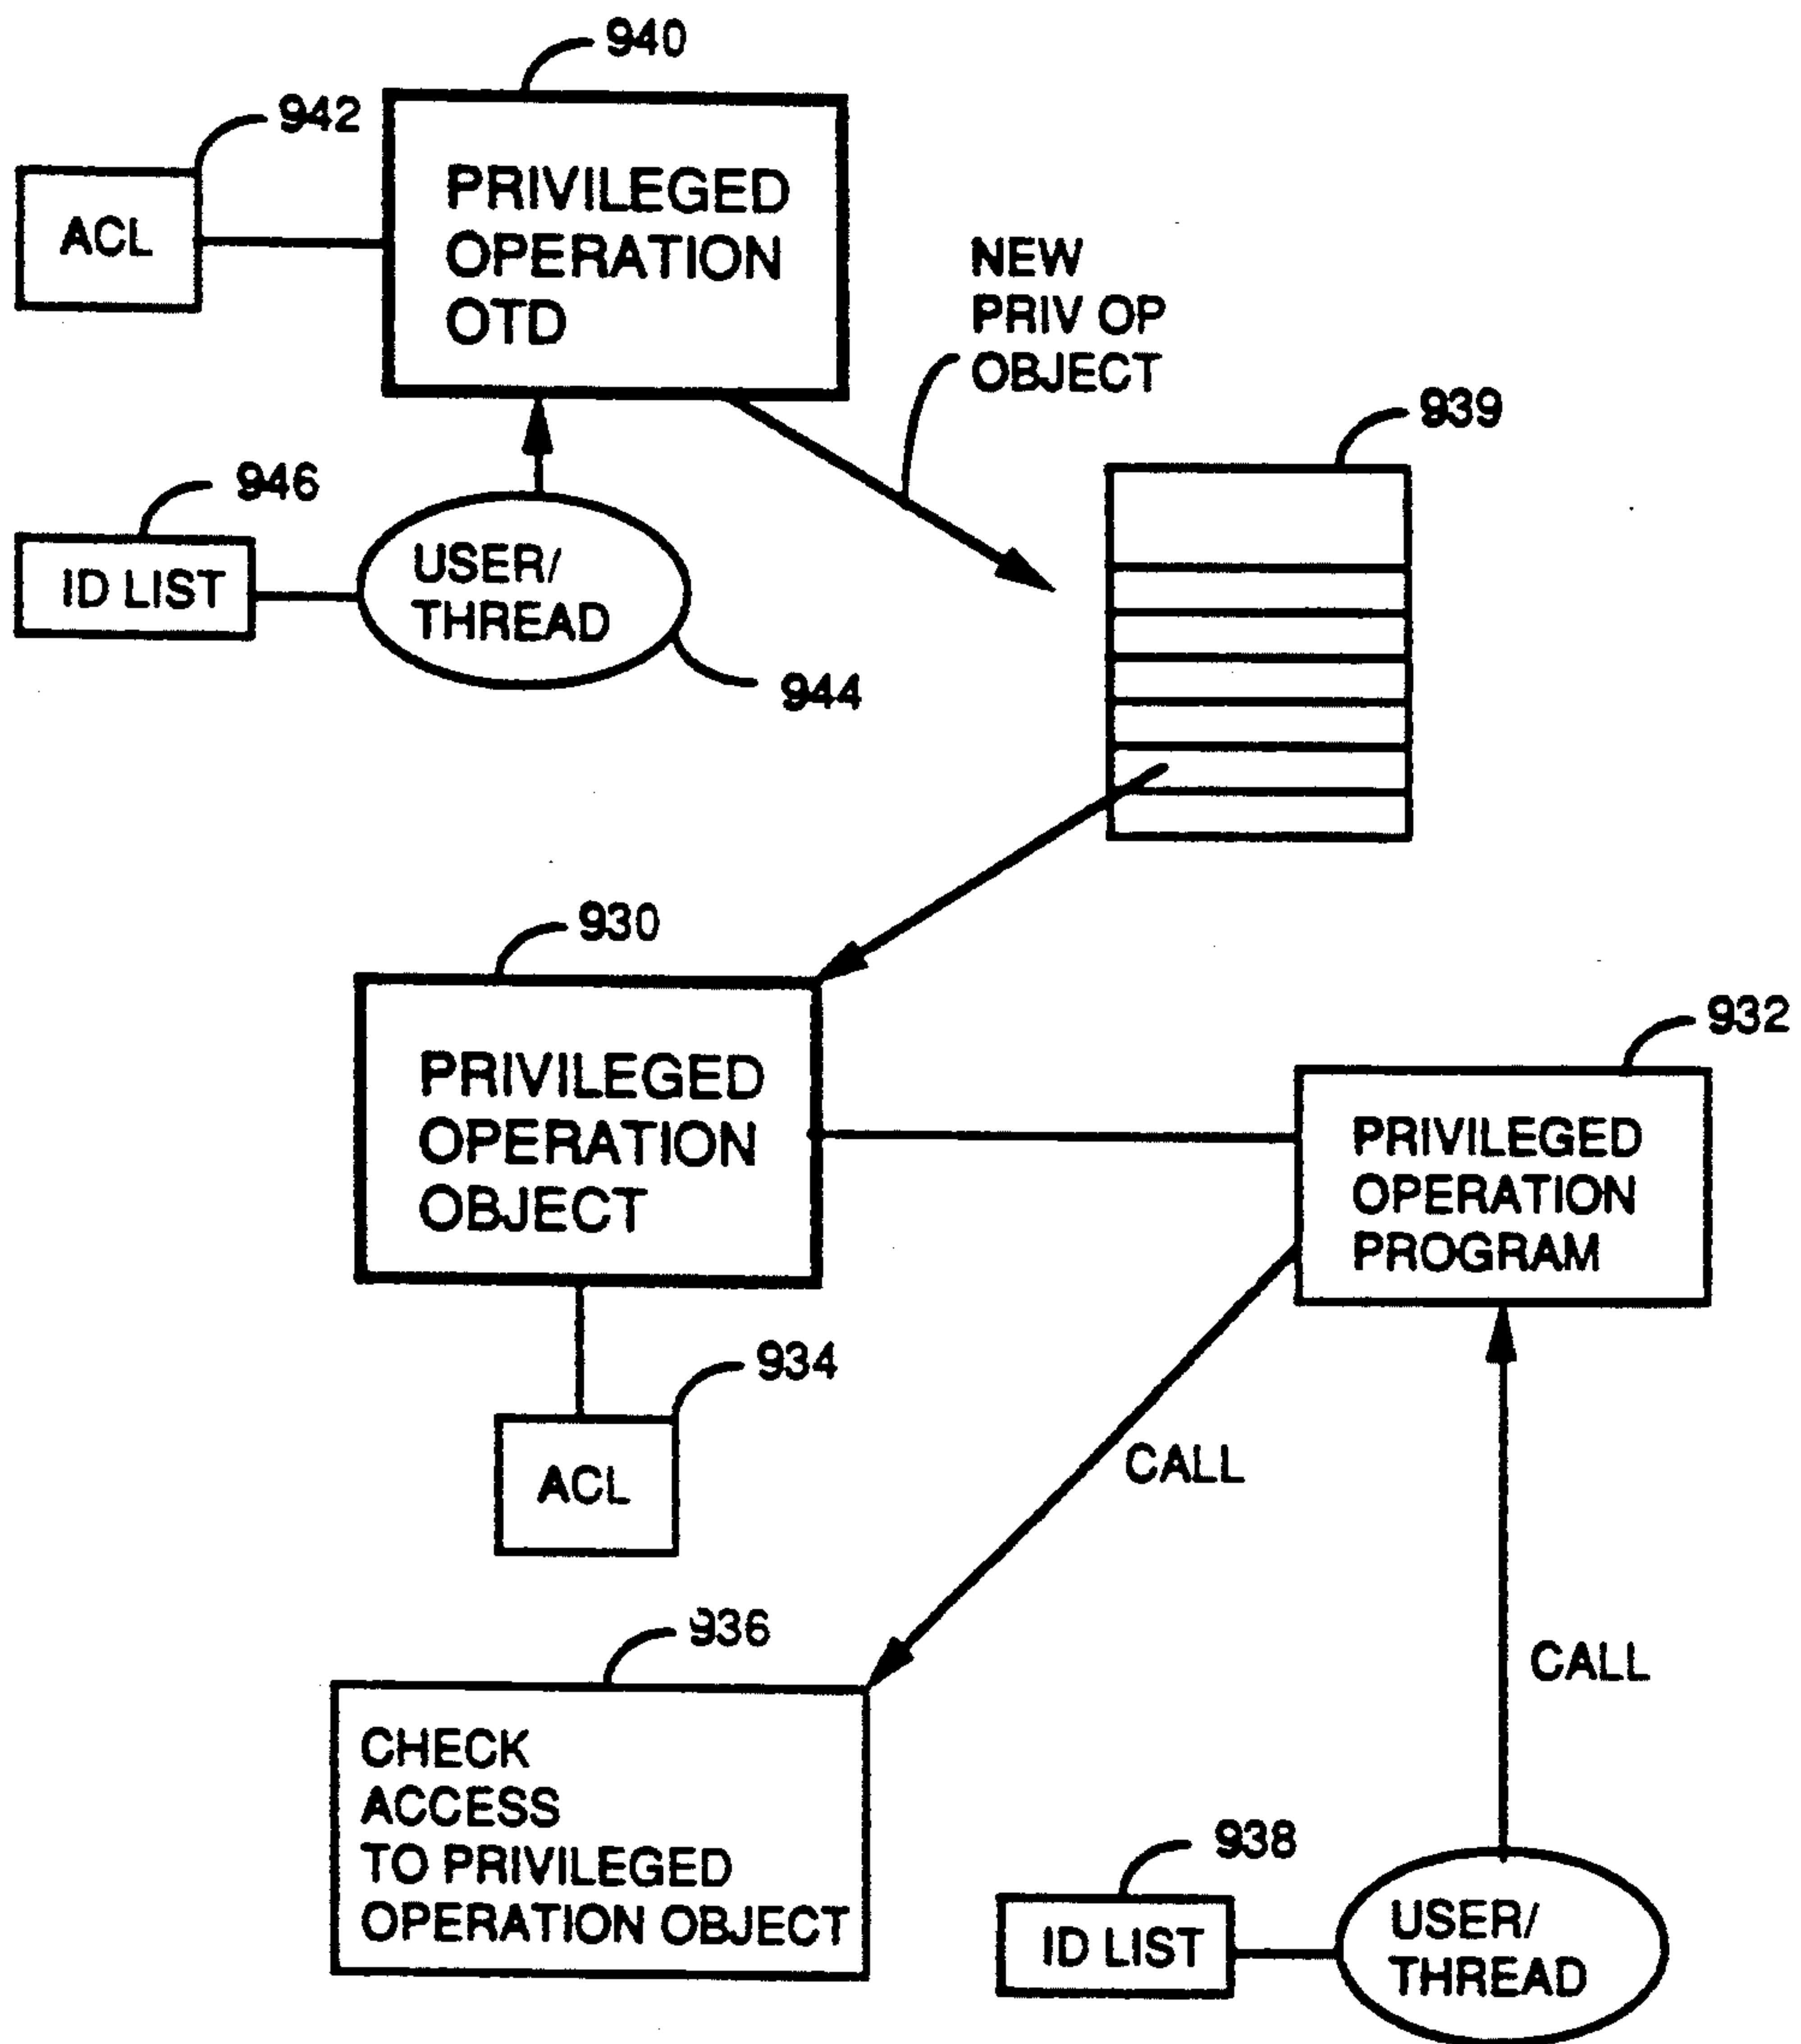 940
942
PRIVILEGED
OPERATION
OTD
ACL
NEW
PRIV OP
OBJECT
939
946
ID LIST
USER/
THREAD
944
930
PRIVILEGED
OPERATION
OBJECT
932
PRIVILEGED
OPERATION
PROGRAM
934
ACL
CALL
936
CALL
CHECK
ACCESS
TO PRIVILEGED
OPERATION OBJECT
938
ID LIST
USER/
THREAD